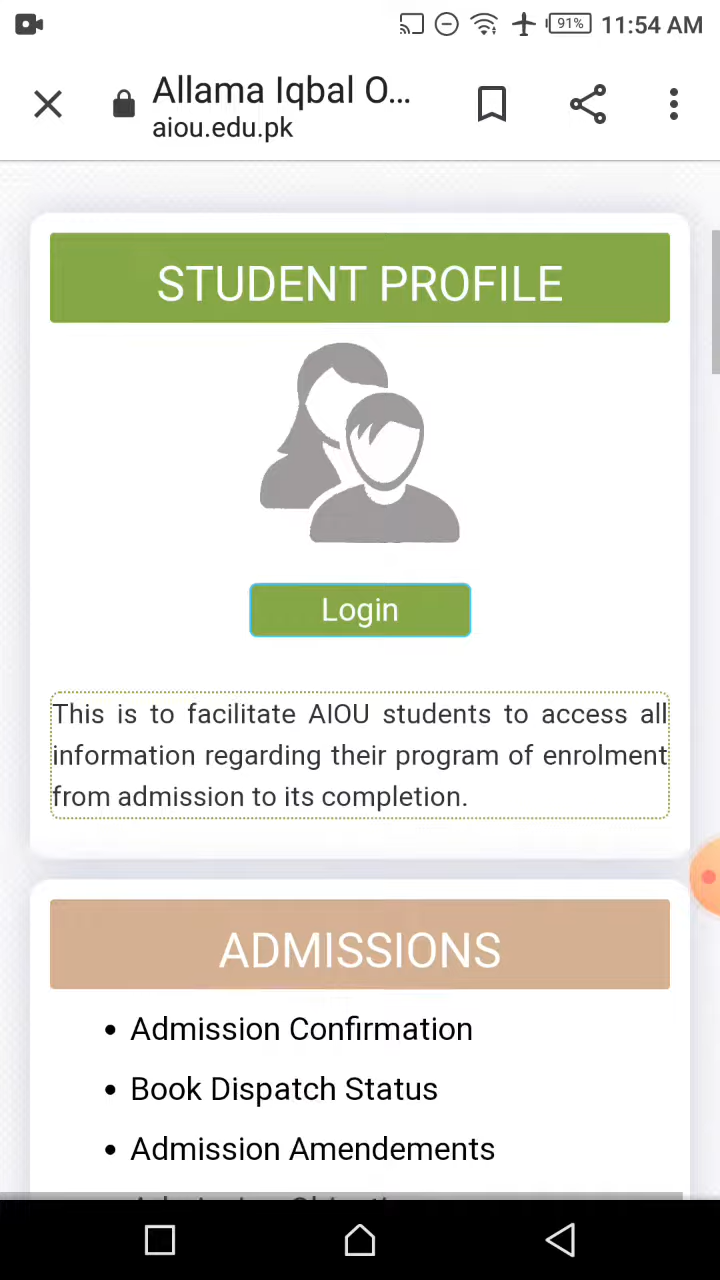 91% 11:54 AM
Allama Iqbal O...
aiou.edu.pk
STUDENT PROFILE
Login
This is to facilitate AIOU students to access all
information regarding their program of enrolment
from admission to its completion.
ADMISSIONS
• Admission Confirmation
• Book Dispatch Status
• Admission Amendements